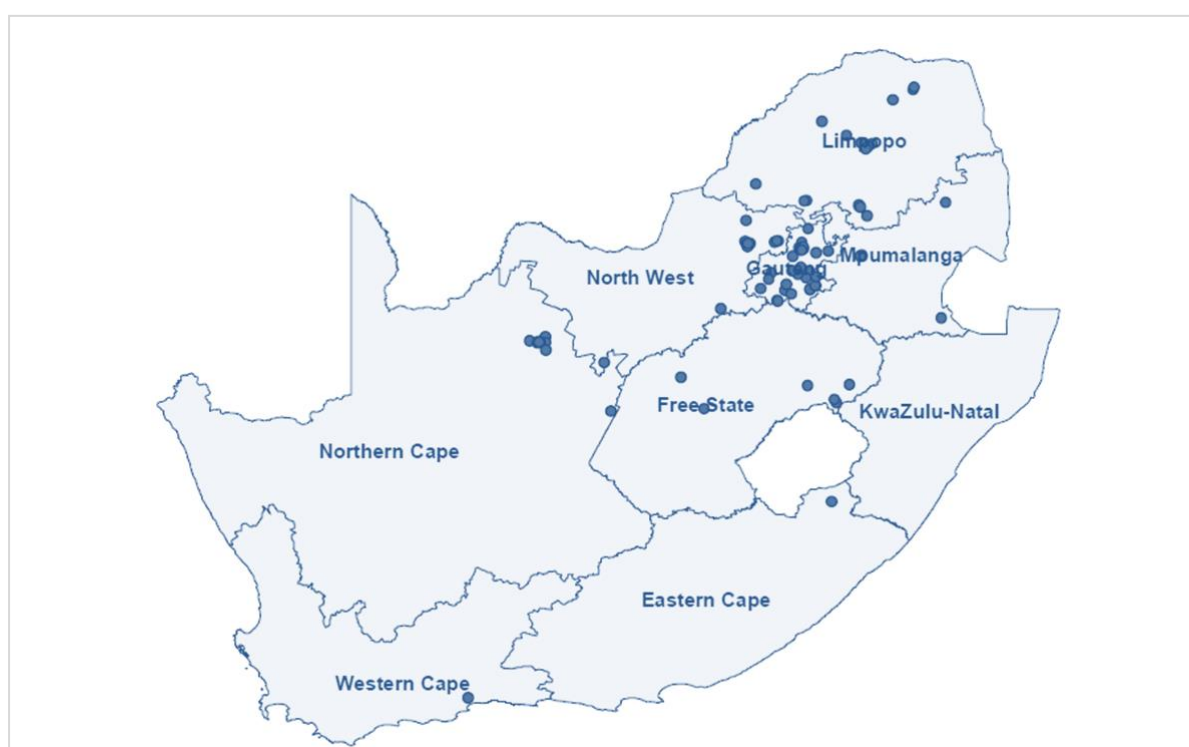 Limpopo
Mpumalanga
Gauteng
North West
Free State
KwaZulu-Natal
Northern Cape
Eastern Cape
Western Cape